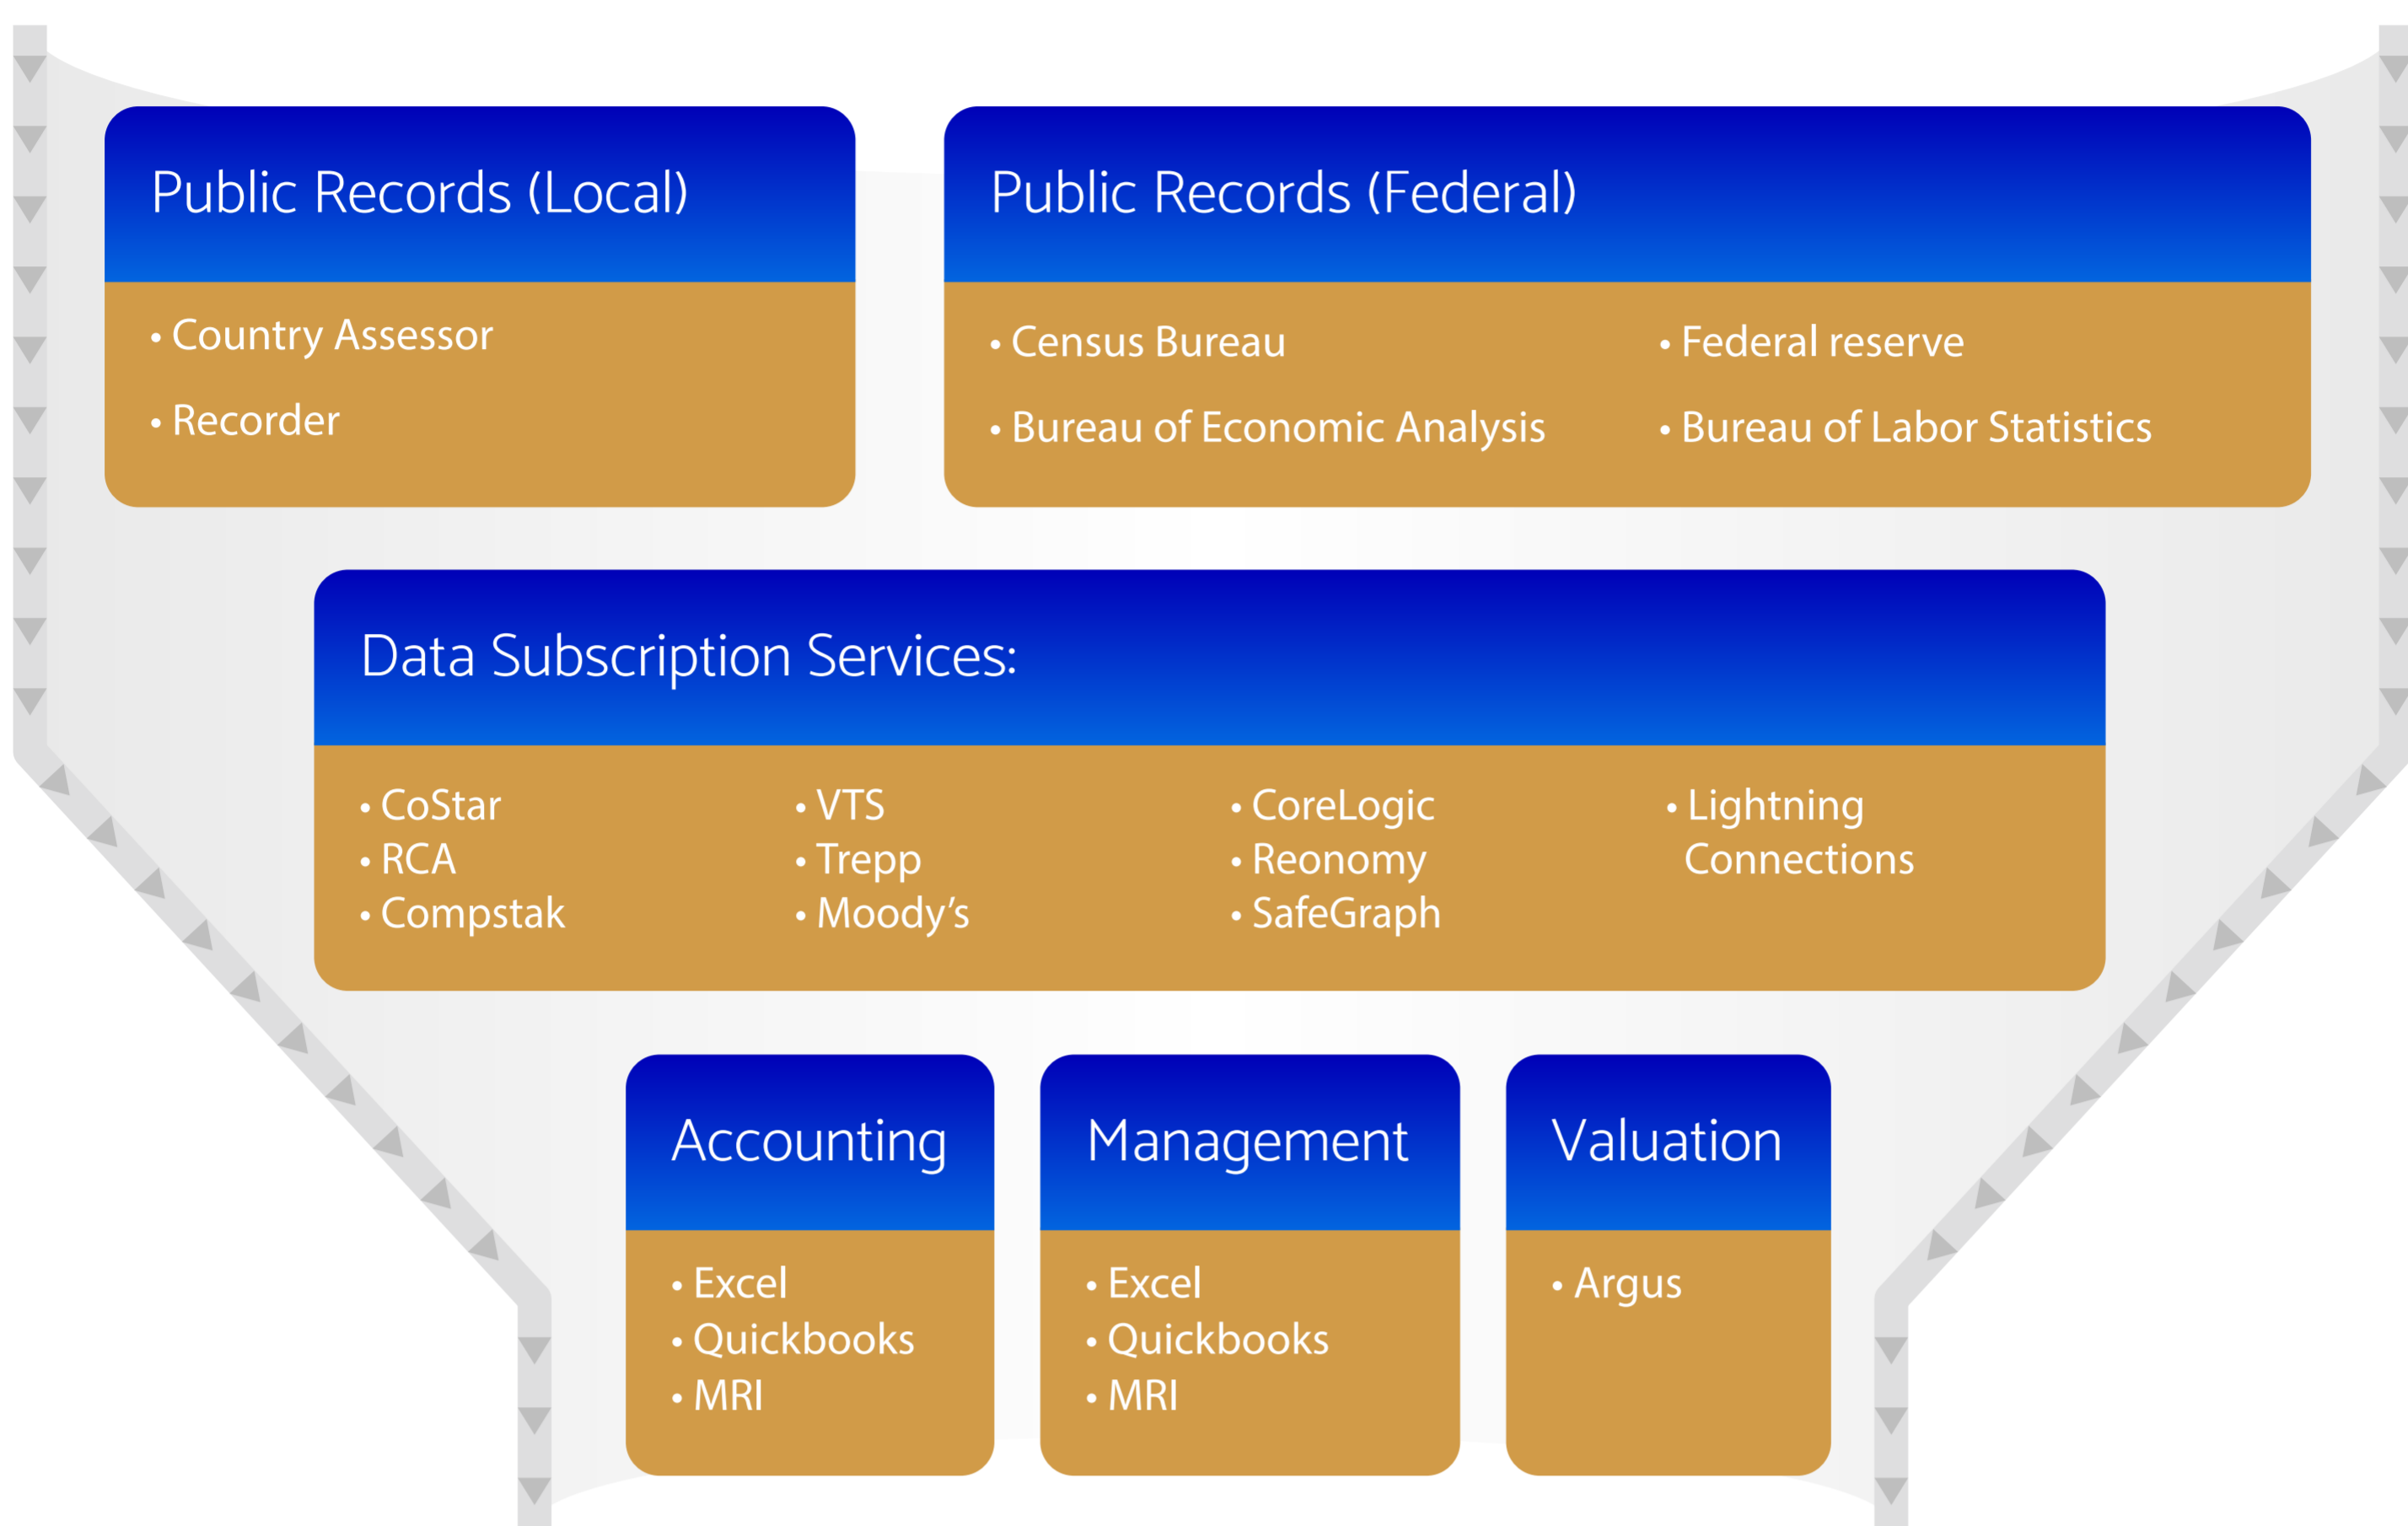 Public Records (Local)
• Country Assessor
• Recorder
Public Records (Federal)
• Census Bureau
• Bureau of Economic Analysis
• Federal reserve
• Bureau of Labor Statistics
Data Subscription Services:
• CoStar
• RCA
• Compstak
• VTS
• Trepp
• Moody’s
• CoreLogic
• Reonomy
• SafeGraph
• Lightning
Connections
Accounting
• Excel
• Quickbooks
• MRI
Management
• Excel
• Quickbooks
• MRI
Valuation
• Argus